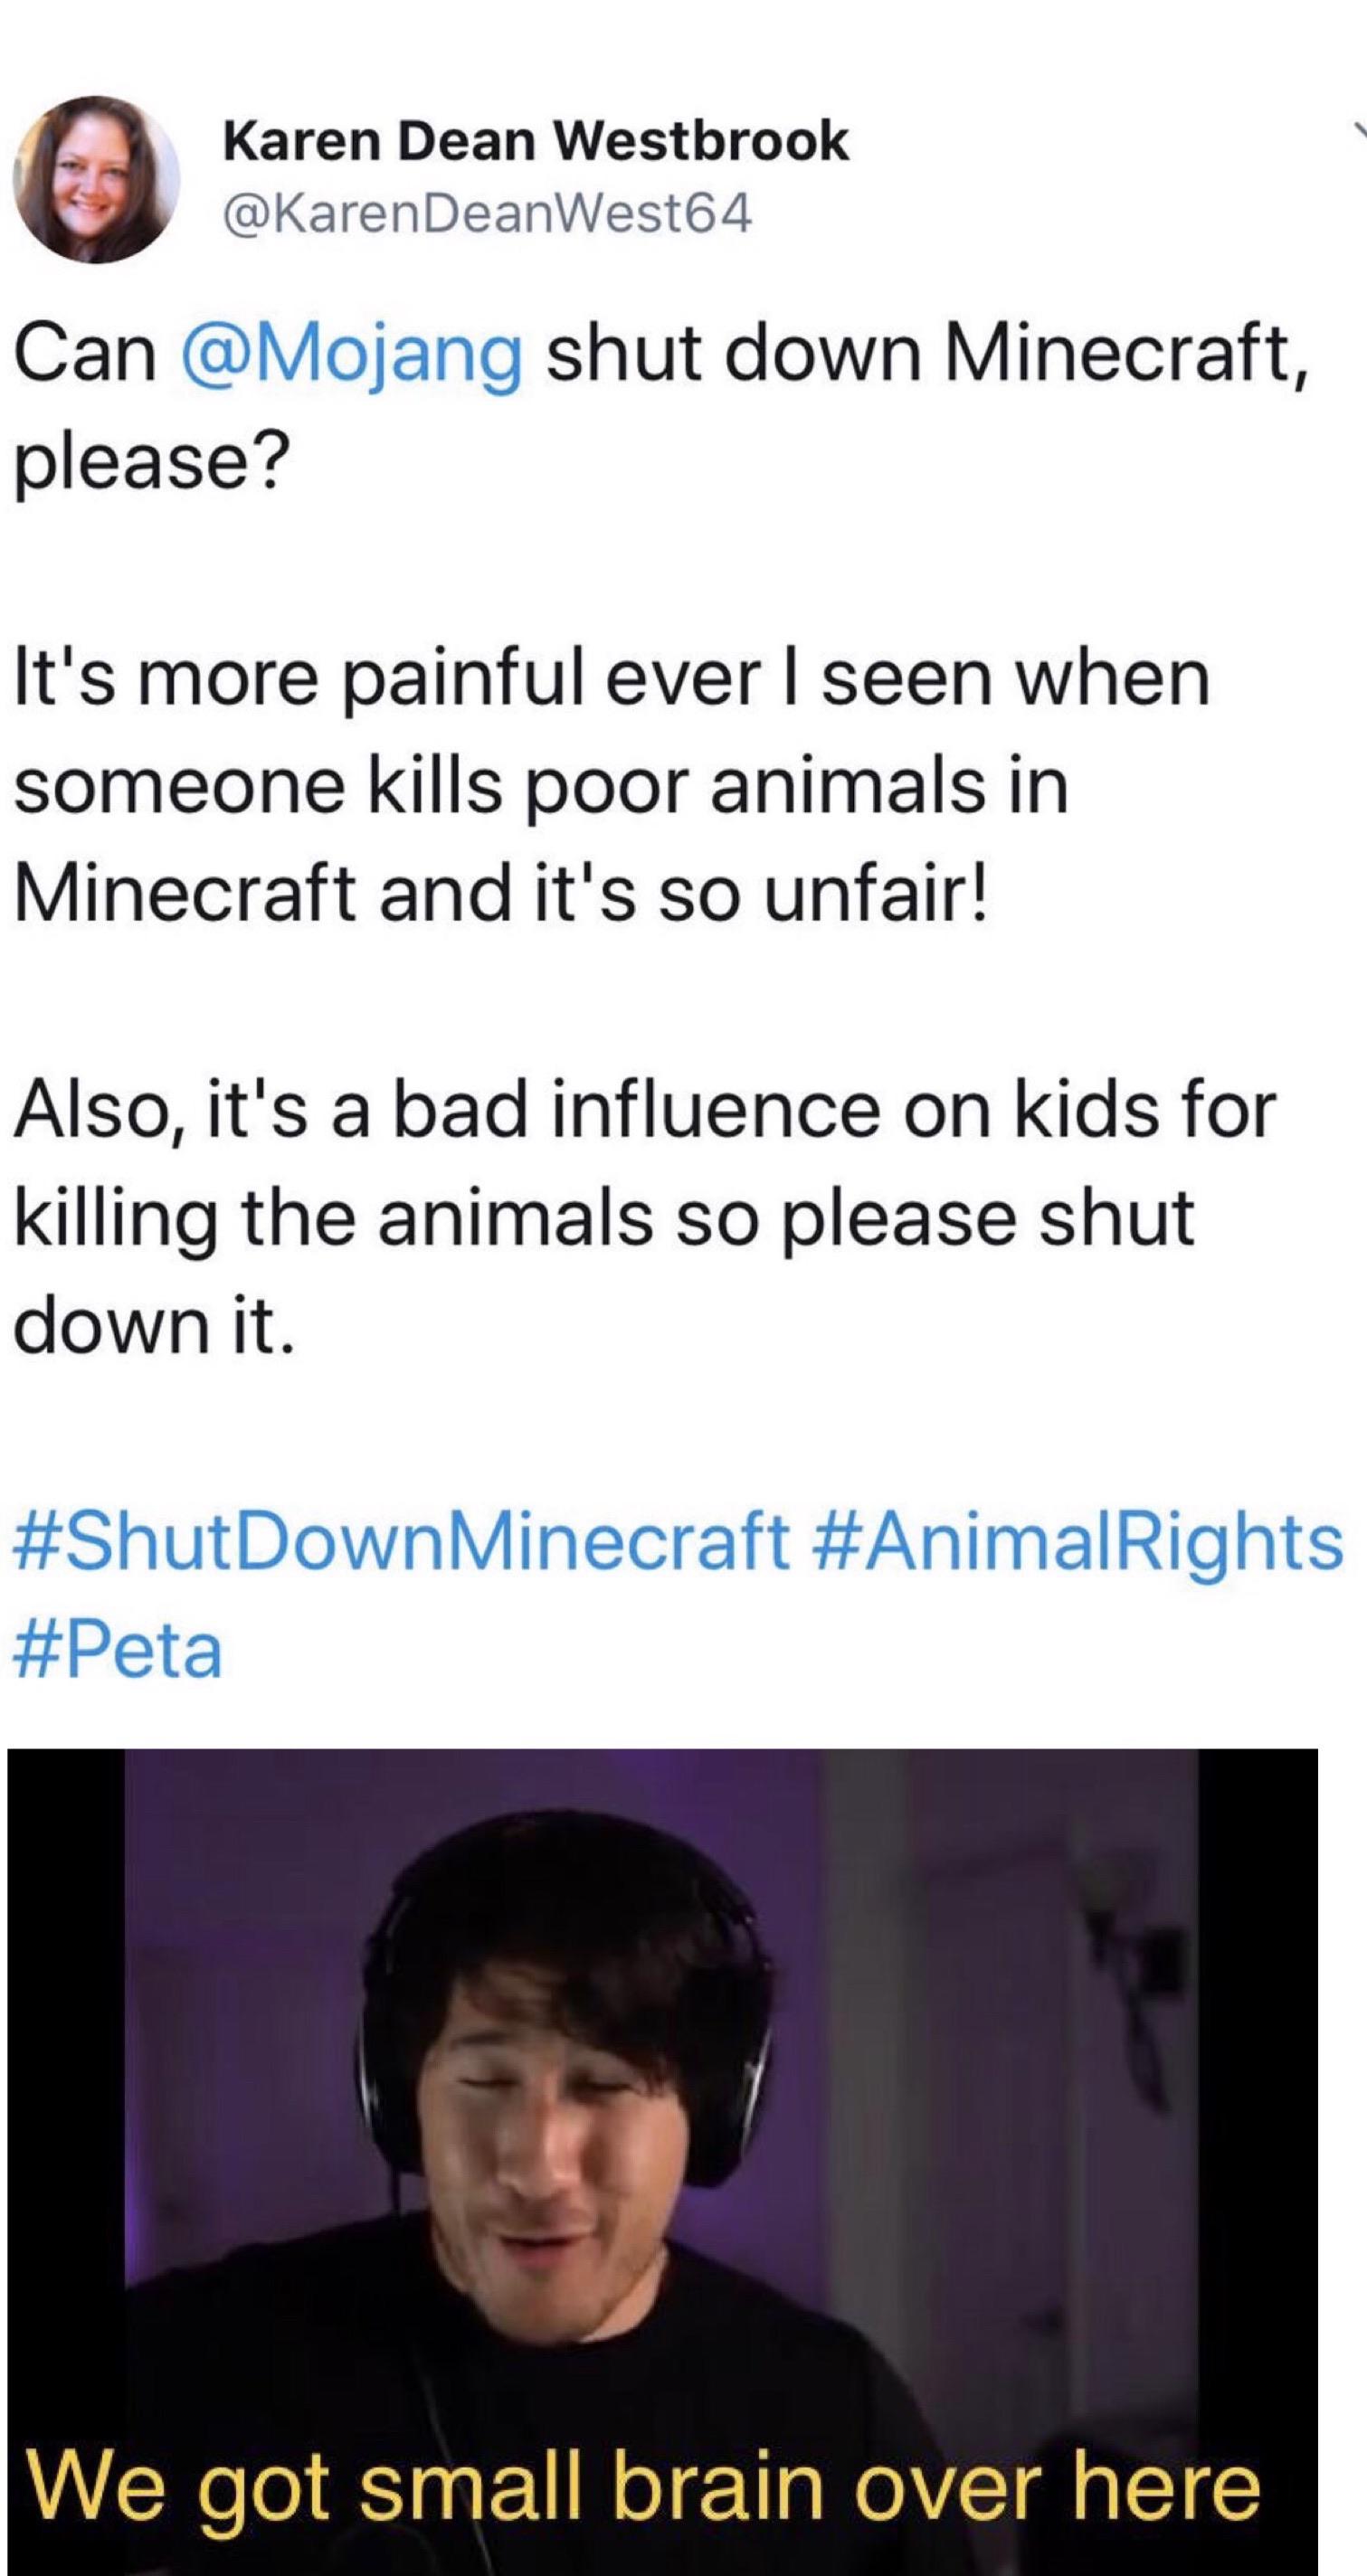 Karen Dean Westbrook
@KarenDeanWest64
Can @Mojang shut down Minecraft,
please?
It's more painful ever I seen when
someone kills poor animals in
Minecraft and it's so unfair!
Also, it's a bad influence on kids for
killing the animals so please shut
down it.
#ShutDownMinecraft #AnimalRights
#Peta
We got small brain over here